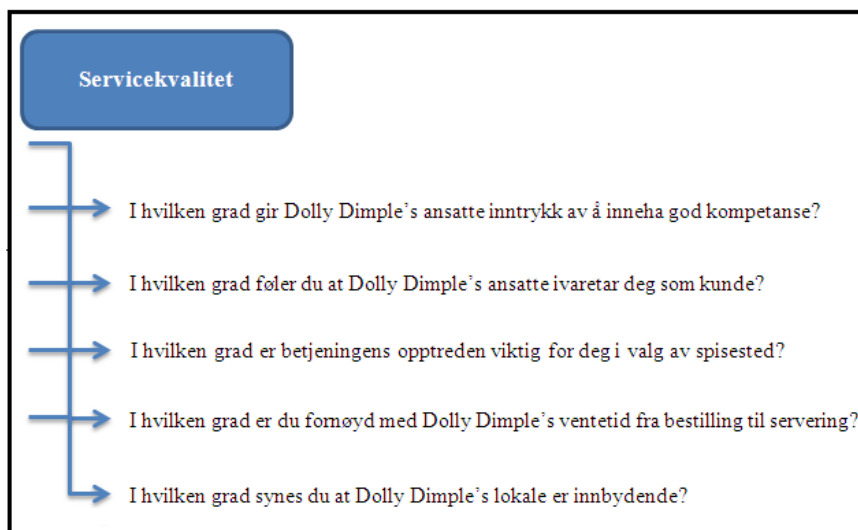 Servicekvalitet
I hvilken grad gir Dolly Dimple’s ansatte inntrykk av å inneha god kompetanse?
I hvilken grad føler du at Dolly Dimple’s ansatte ivaretar deg som kunde?
I hvilken grad er betjeningens opptreden viktig for deg i valg av spisested?
I hvilken grad er du fornøyd med Dolly Dimple’s ventetid fra bestilling til servering?
I hvilken grad synes du at Dolly Dimple’s lokale er innbydende?